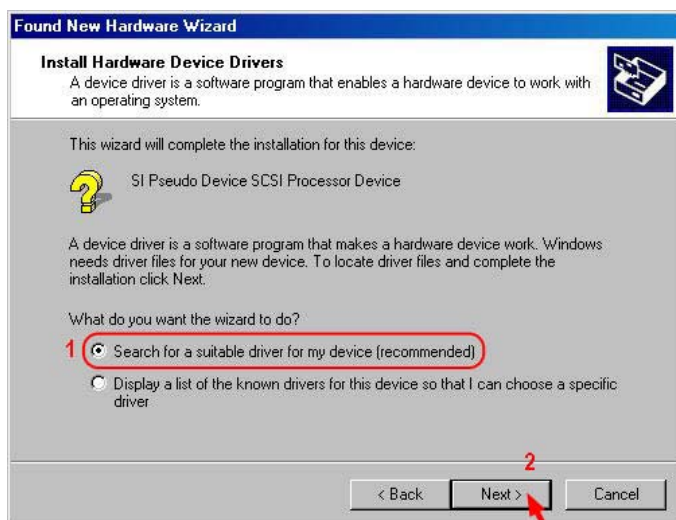 Found New Hardware Wizard
Install Hardware Device Drivers
A device driver is a software program that enables a hardware device to work with
an operating system.
This wizard will complete the installation for this device:
SI Pseudo Device SCSI Processor Device
A device driver is a software program that makes a hardware device work. Windows
needs driver files for your new device. To locate driver files and complete the
installation click Next.
What do you want the wizard to do?
1 Search for a suitable driver for my device (recommended)
Display a list of the known drivers for this device so that I can choose a specific
driver
2
< Back Next > Cancel